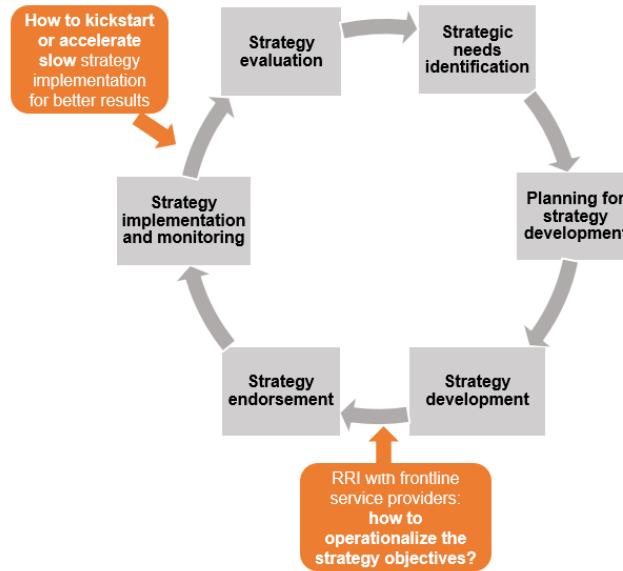 How to kickstart
or accelerate
slow strategy
implementation
for better results
Strategy
evaluation
Strategic
needs
identification
Planning for
strategy
development
Strategy
development
Strategy
endorsement
Strategy
implementation
and monitoring
RRI with frontline
service providers:
how to
operationalize the
strategy objectives?